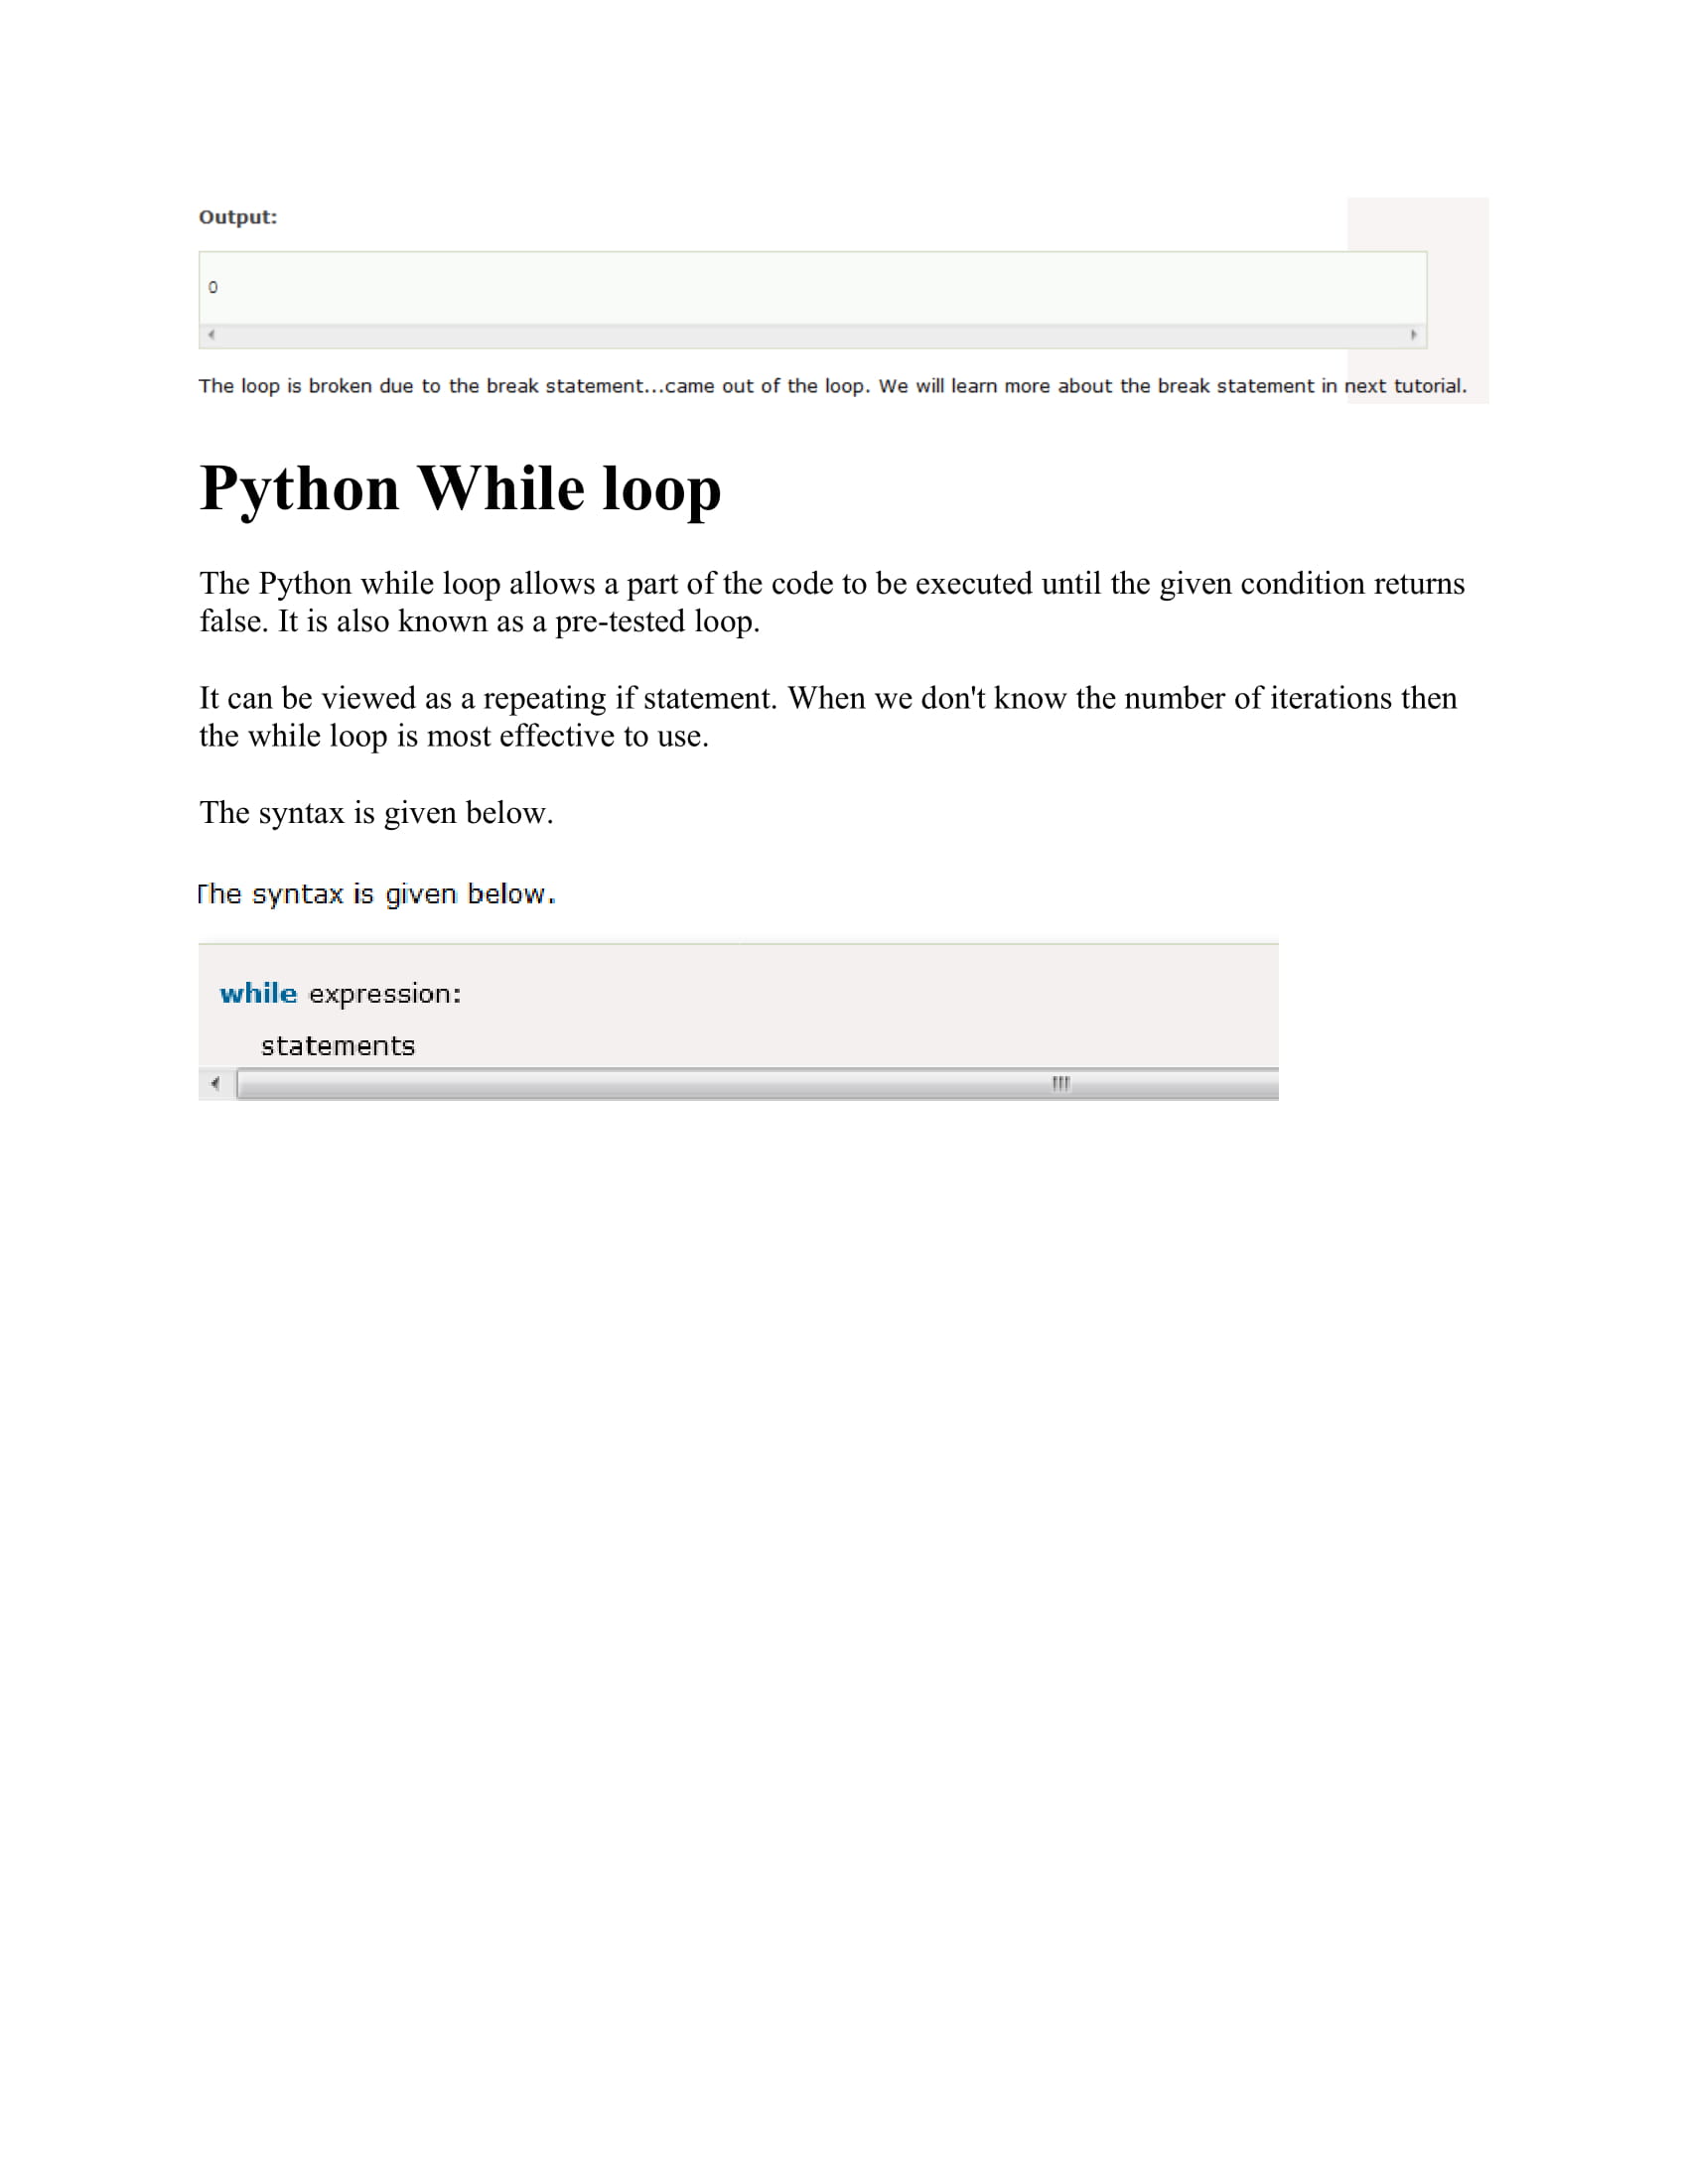 Output:
0
The loop is broken due to the break statement...came out of the loop. We will learn more about the break statement in next tutorial.
Python While loop
The Python while loop allows a part of the code to be executed until the given condition returns
false. It is also known as a pre-tested loop.
It can be viewed as a repeating if statement. When we don't know the number of iterations then
the while loop is most effective to use.
The syntax is given below.
The syntax is given below.
while expression:
statements